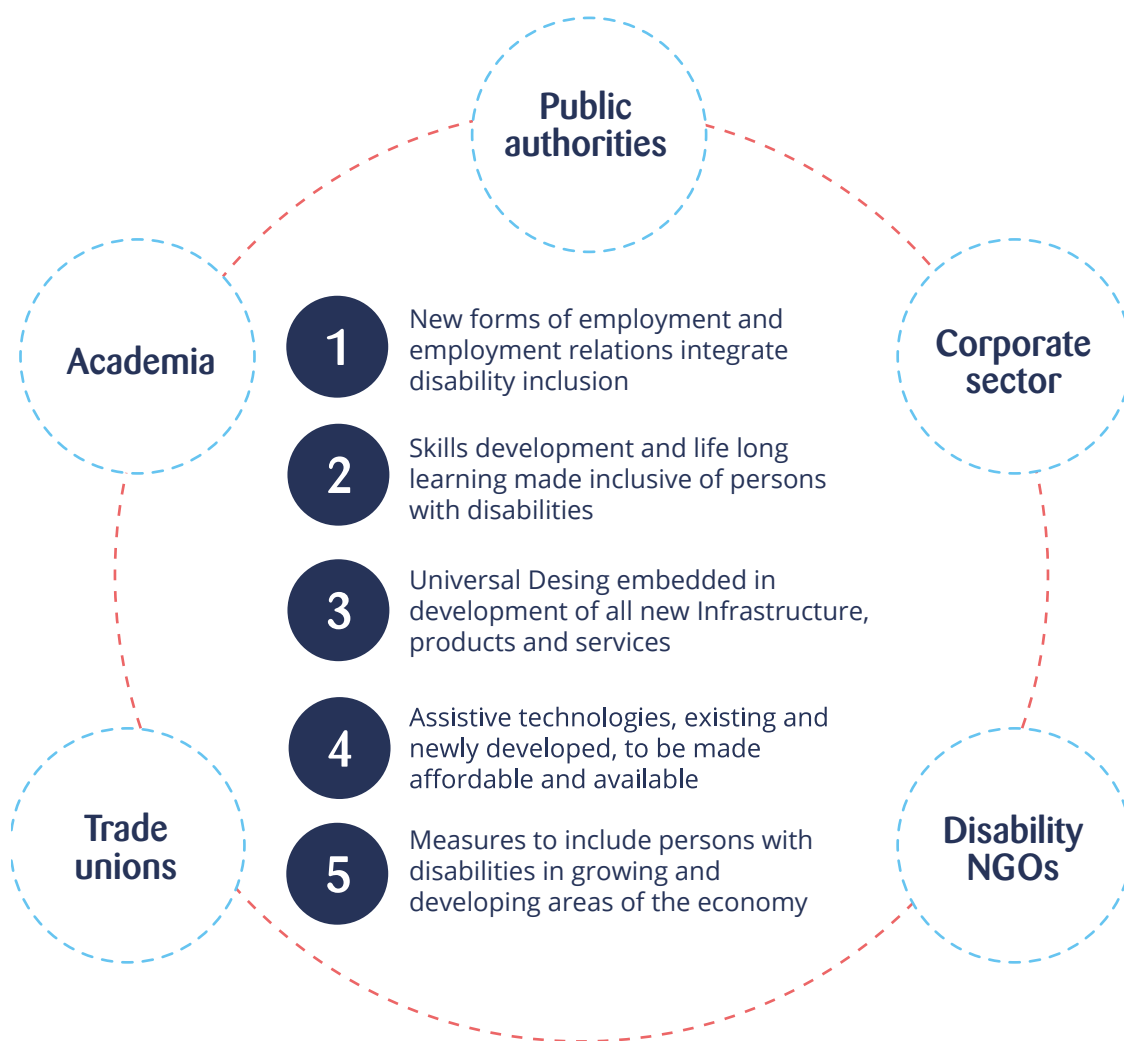 Public
authorities
Academia
Corporate
sector
1
New forms of employment and
employment relations integrate
disability inclusion
2
Skills development and life long
learning made inclusive of persons
with disabilities
3
Universal Desing embedded in
development of all new Infrastructure,
products and services
4
Assistive technologies, existing and
newly developed, to be made
affordable and available
5
Measures to include persons with
disabilities in growing and
developing areas of the economy
Trade
unions
Disability
NGOs